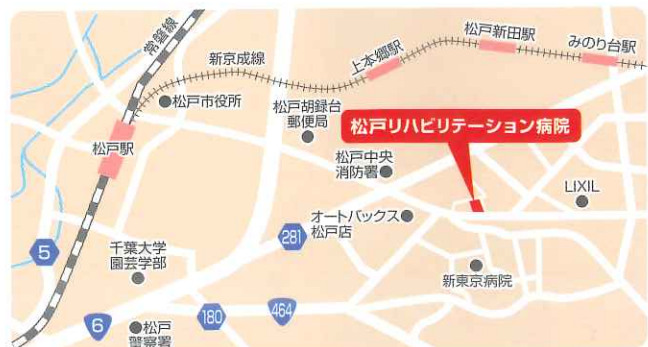 常磐線
新京成線
上本郷駅
松戸新田駅
みのり台駅
松戸市役所
松戸胡録台
郵便局
松戸リハビリテーション病院
松戸駅
松戸中央
消防署
LIXIL
オートバックス
松戸店
281
5
千葉大学
園芸学部
新東京病院
6
180
464
松戸
警察署